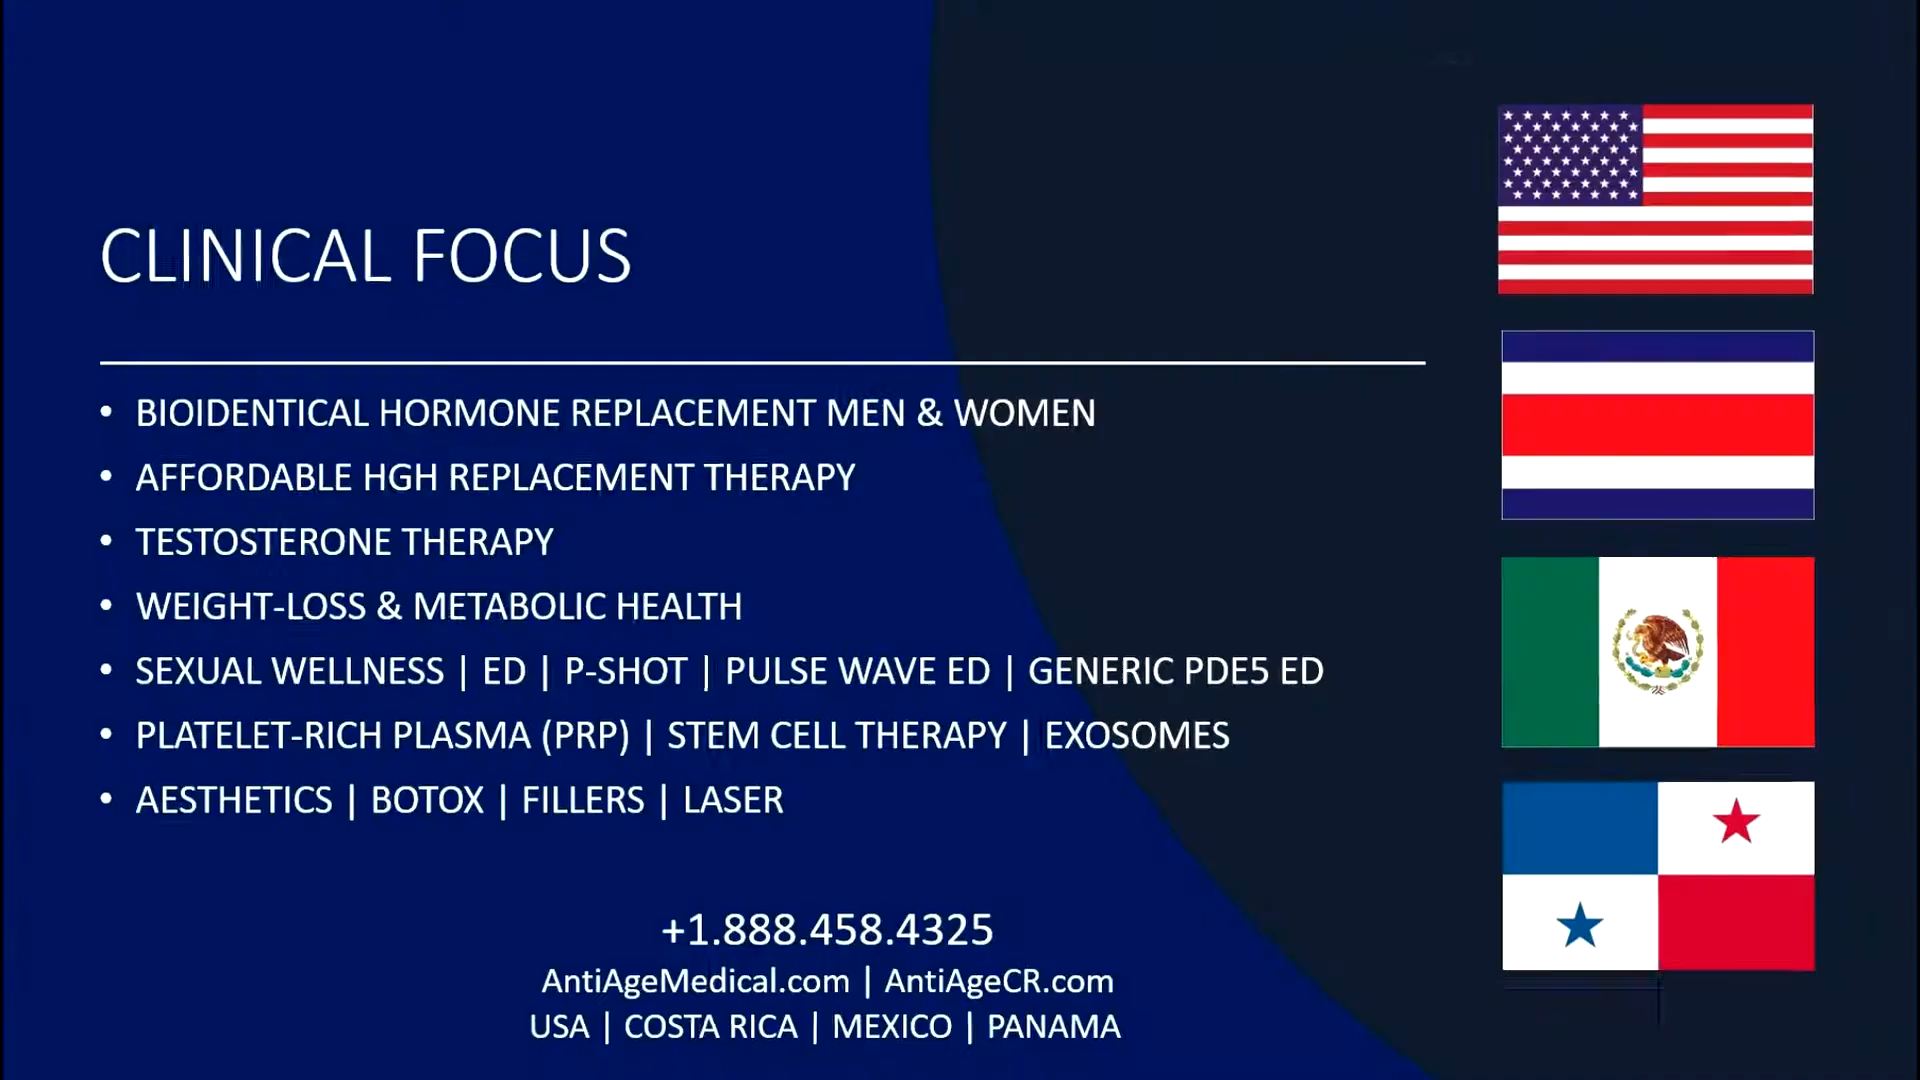 CLINICAL FOCUS
• BIOIDENTICAL HORMONE REPLACEMENT MEN & WOMEN
• AFFORDABLE HGH REPLACEMENT THERAPY
• TESTOSTERONE THERAPY
• WEIGHT-LOSS & METABOLIC HEALTH
• SEXUAL WELLNESS | ED | P-SHOT | PULSE WAVE ED | GENERIC PDE5 ED
• PLATELET-RICH PLASMA (PRP) | STEM CELL THERAPY | EXOSOMES
• AESTHETICS | BOTOX | FILLERS | LASER
+1.888.458.4325
AntiAgeMedical.com | AntiAgeCR.com
USA | COSTA RICA | MEXICO | PANAMA